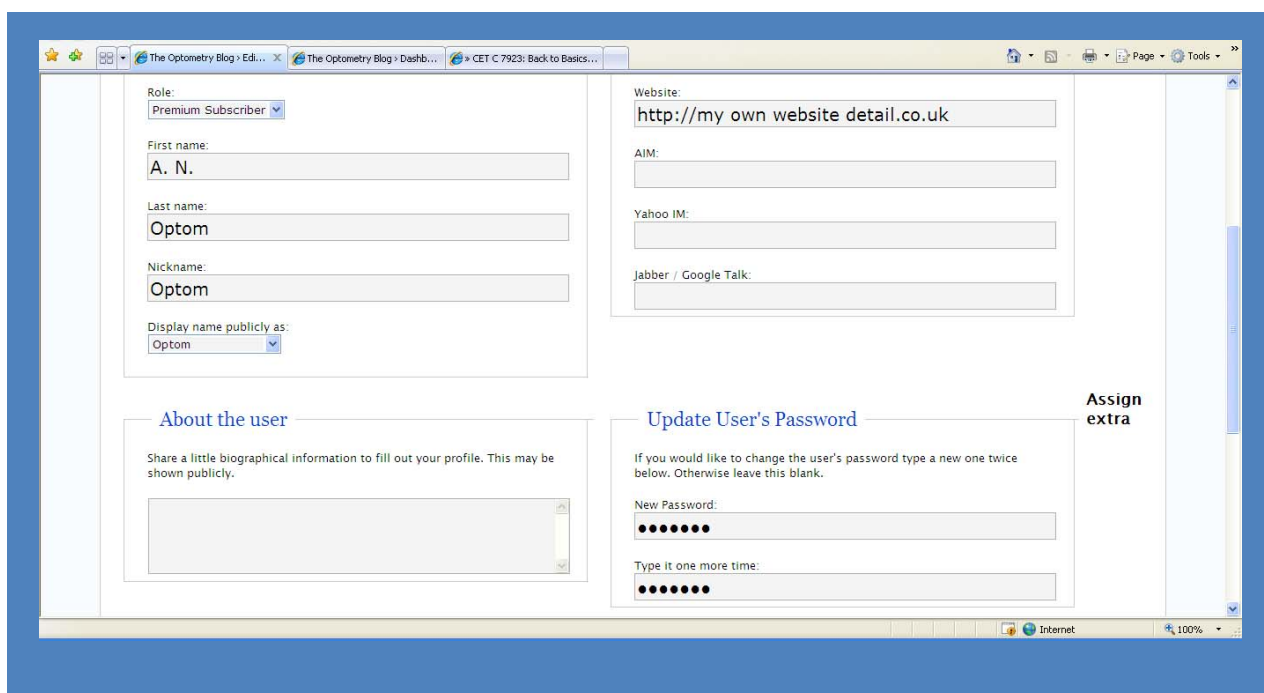 The Optometry Blog › Edi...
The Optometry Blog › Dashb...
» CET C 7923: Back to Basics...
Page
Tools
»
Role:
Premium Subscriber
First name:
A. N.
Last name:
Optom
Nickname:
Optom
Display name publicly as:
Optom
Website:
http://my own website detail.co.uk
AIM:
Yahoo IM:
Jabber / Google Talk:
About the user
Share a little biographical information to fill out your profile. This may be
shown publicly.
Update User's Password
If you would like to change the user's password type a new one twice
below. Otherwise leave this blank.
New Password:
●●●●●●●
Type it one more time:
●●●●●●●
Assign
extra
Internet
100%